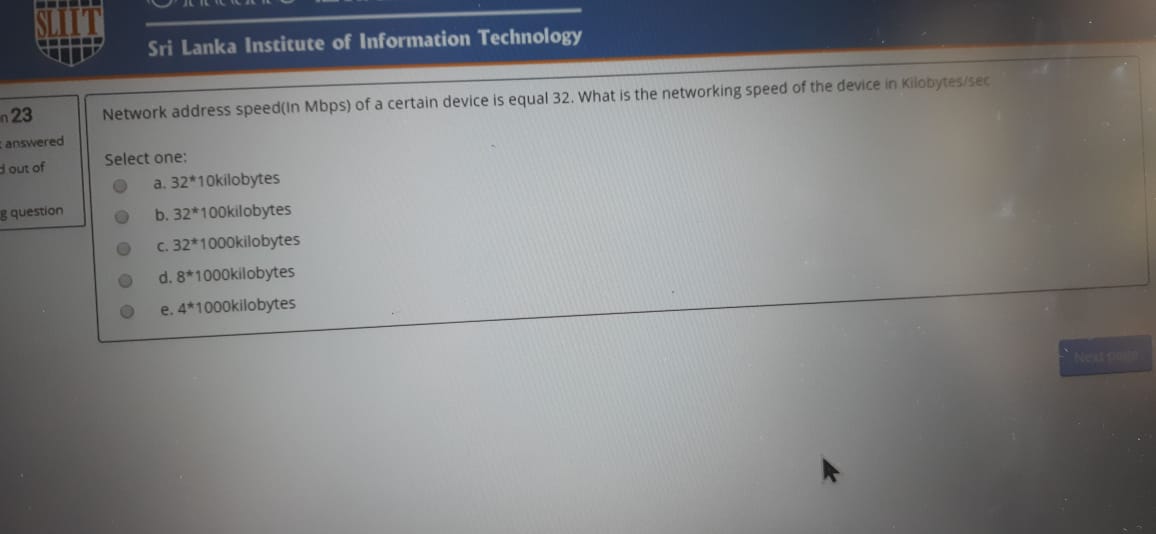 SLIIT
Sri Lanka Institute of Information Technology
n 23
answered
d out of
g question
Network address speed(In Mbps) of a certain device is equal 32. What is the networking speed of the device in Kilobytes/sec
Select one:
a. 32*10kilobytes
b. 32*100kilobytes
c. 32*1000kilobytes
d. 8*1000kilobytes
e. 4*1000kilobytes
Next page